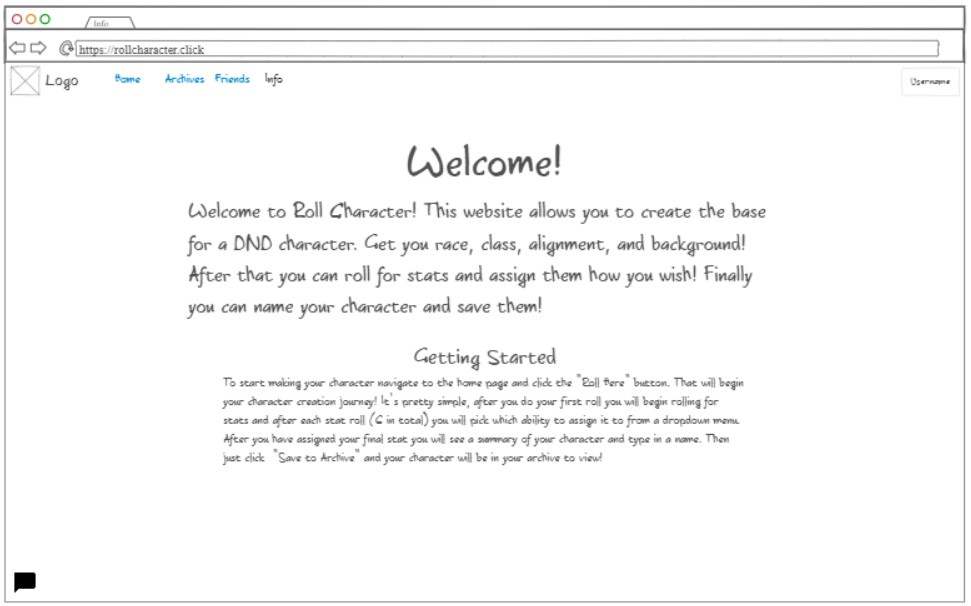 Info
https://rollcharacter.click
Logo Home Archives Friends Info Username
Welcome!
Welcome to Roll Character! This website allows you to create the base
for a DND character. Get you race, class, alignment, and background!
After that you can roll for stats and assign them how you wish! Finally
you can name your character and save them!
Getting Started
To start making your character navigate to the home page and click the "Roll Here" button. That will begin
your character creation journey! It's pretty simple, after you do your first roll you will begin rolling for
stats and after each stat roll (6 in total) you will pick which ability to assign it to from a dropdown menu.
After you have assigned your final stat you will see a summary of your character and type in a name. Then
just click "Save to Archive" and your character will be in your archive to view!